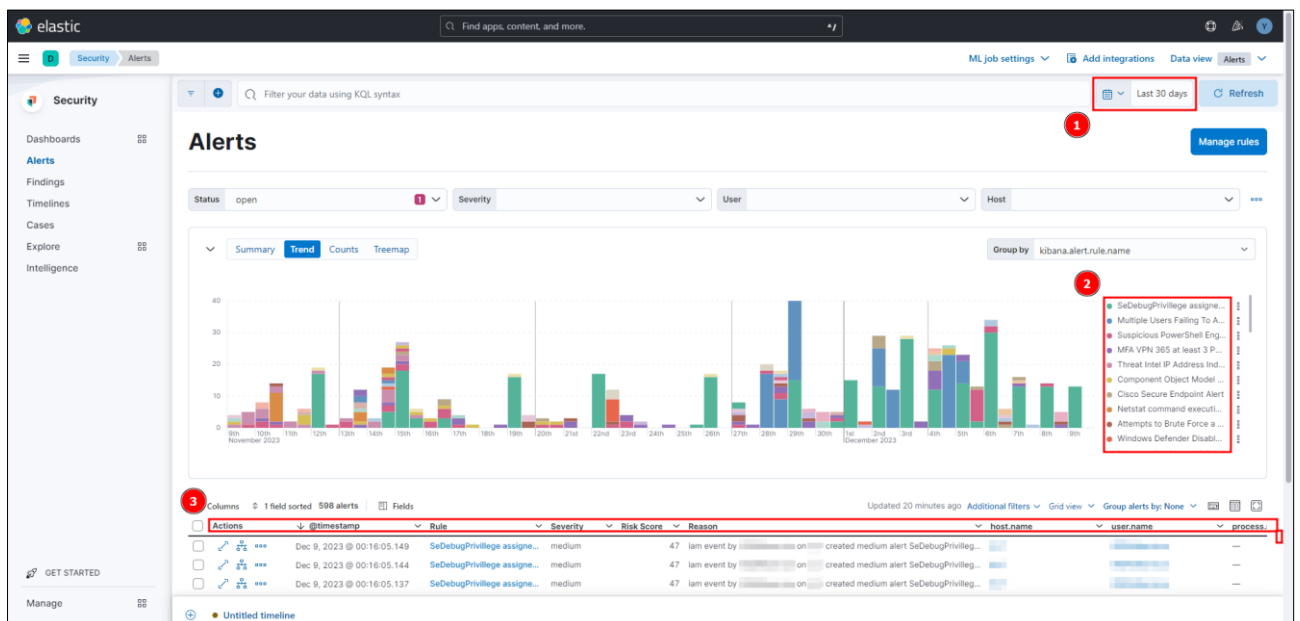 elastic
Find apps, content, and more.
^/
Y
D
Security
Alerts
ML job settings
Add integrations
Data view
Alerts
Security
Dashboards
Alerts
Findings
Timelines
Cases
Explore
Intelligence
GET STARTED
Manage
Filter your data using KQL syntax
Last 30 days
Refresh
1
Alerts
Manage rules
Status open 1
Severity
User
Host
Summary Trend Counts Treemap
Group by kibana.alert.rule.name
2
40
30
20
10
0
9th 10th 11th 12th 13th 14th 15th 16th 17th 18th 19th 20th 21st 22nd 23rd 24th 25th 26th 27th 28th 29th 30th 1st 2nd 3rd 4th 5th 6th 7th 8th 9th
November 2023 December 2023
SeDebugPrivillege assigne...
Multiple Users Failing To A...
Suspicious PowerShell Eng...
MFA VPN 365 at least 3 P...
Threat Intel IP Address Ind...
Component Object Model ...
Cisco Secure Endpoint Alert
Netstat command executi...
Attempts to Brute Force a ...
Windows Defender Disabl...
3
Columns 1 field sorted 598 alerts Fields
Updated 20 minutes ago Additional filters Grid view Group alerts by: None
Actions @timestamp Rule Severity Risk Score Reason host.name user.name process.
Dec 9, 2023 @ 00:16:05.149 SeDebugPrivillege assigne... medium 47 iam event by on created medium alert SeDebugPrivilleg... —
Dec 9, 2023 @ 00:16:05.144 SeDebugPrivillege assigne... medium 47 iam event by on created medium alert SeDebugPrivilleg... —
Dec 9, 2023 @ 00:16:05.137 SeDebugPrivillege assigne... medium 47 iam event by on created medium alert SeDebugPrivilleg... —
Untitled timeline